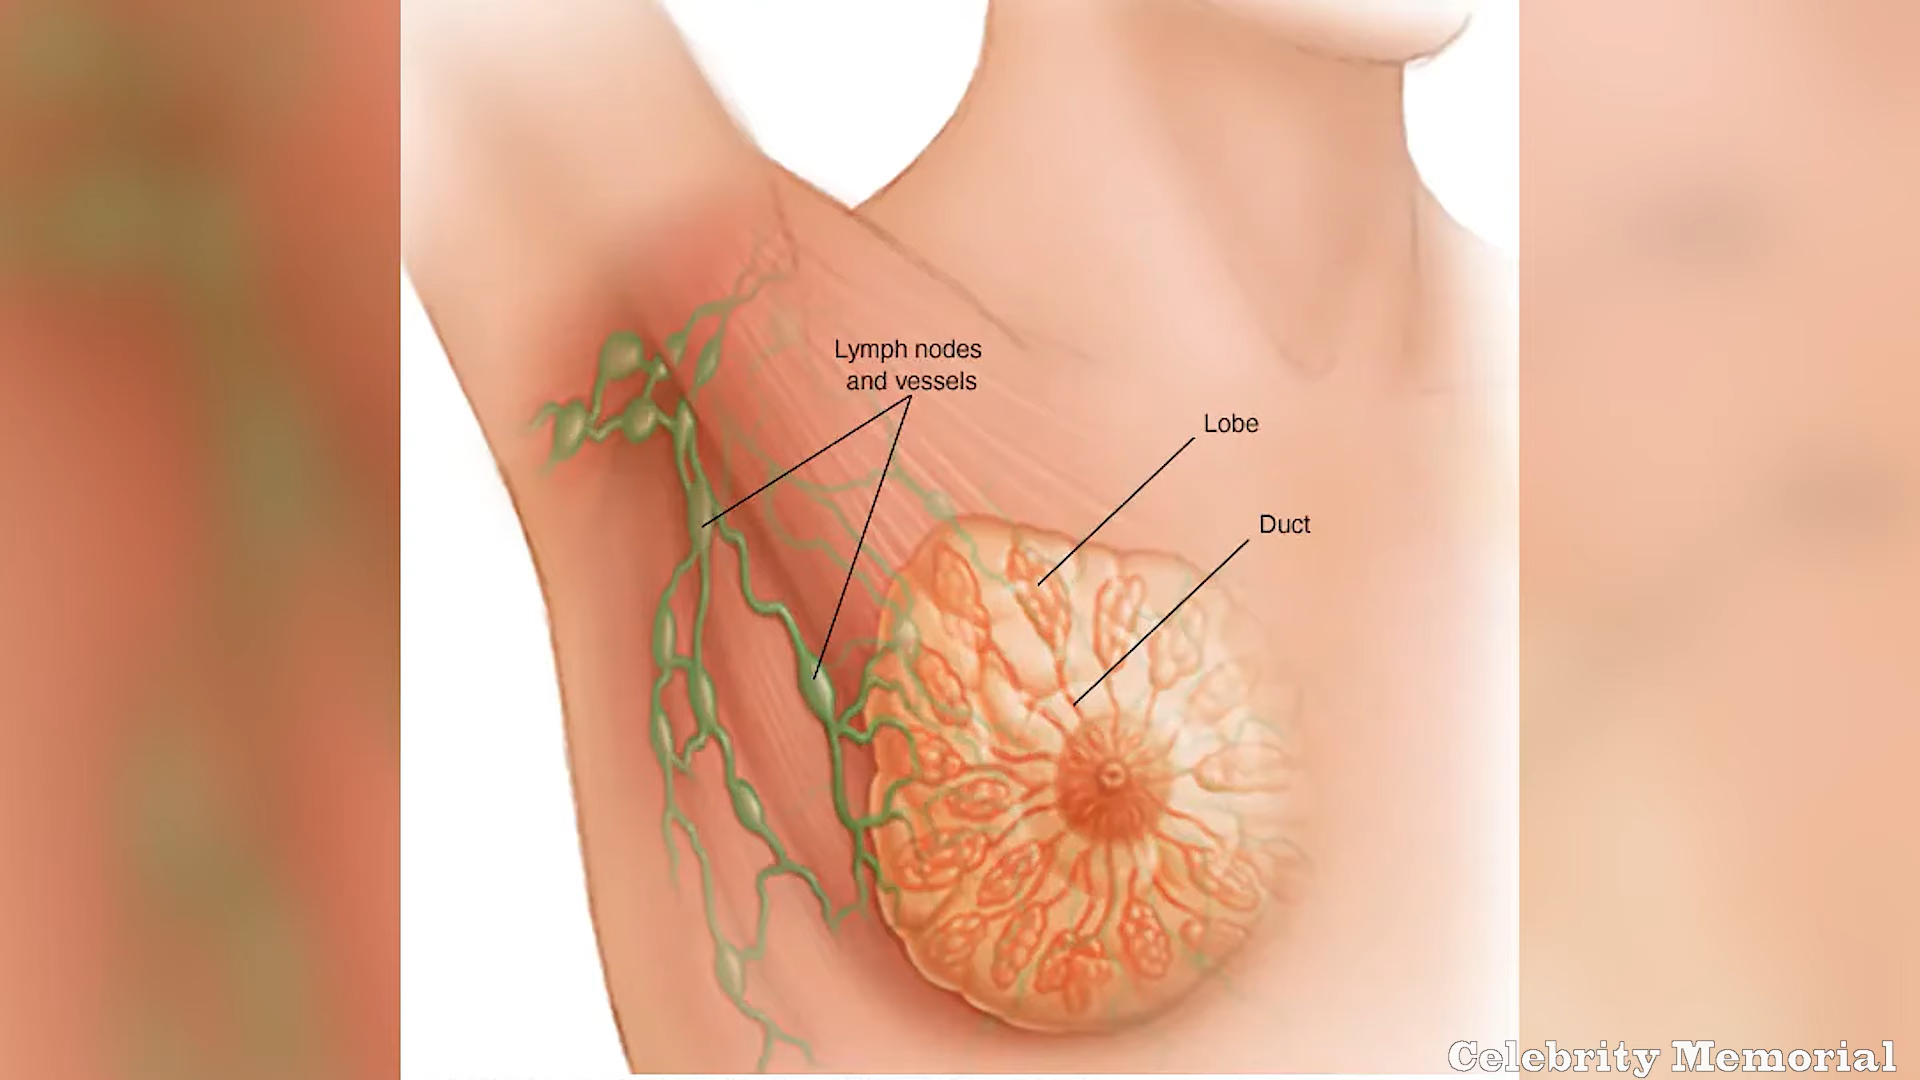 Lymph nodes
and vessels
Lobe
Duct
Celebrity Memorial